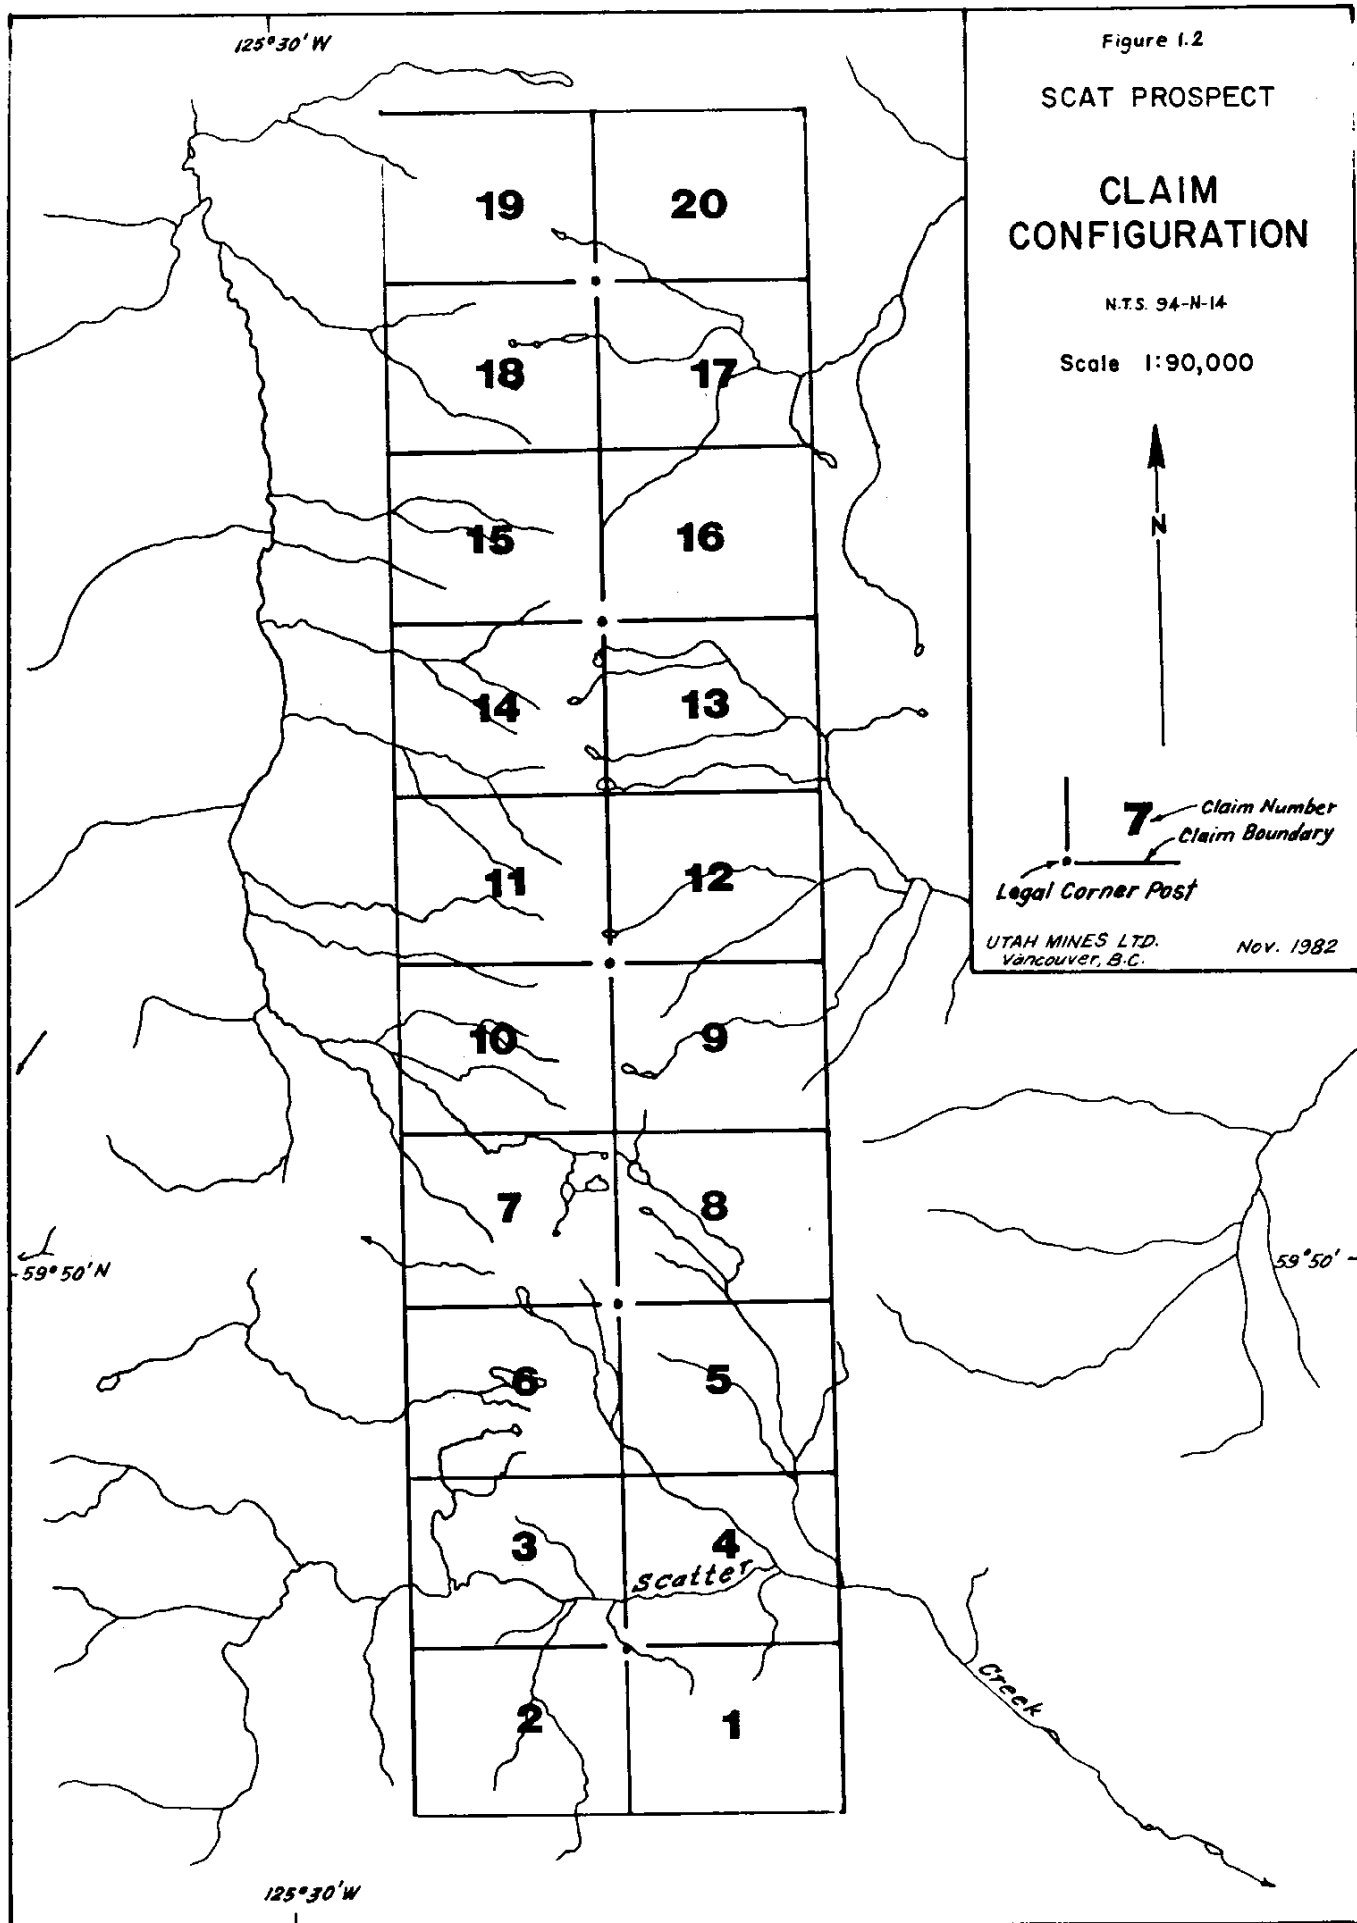 125°30'W
Figure 1.2
SCAT PROSPECT
CLAIM
CONFIGURATION
N.T.S. 94-N-14
Scale 1:90,000
N
7 Claim Number
Claim Boundary
Legal Corner Post
UTAH MINES LTD.
Vancouver, B.C.
Nov. 1982
19 20
18 17
15 16
14 13
11 12
10 9
7 8
59°50'N
59°50'
6 5
3 4
Scatter
Creek
2 1
125°30'W